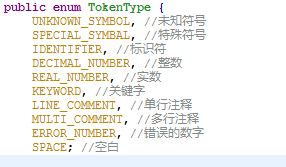 public enum TokenType {
UNKNOWN_SYMBOL, //未知符号
SPECIAL_SYMBAL, //特殊符号
IDENTIFIER, //标识符
DECIMAL_NUMBER, //整数
REAL_NUMBER, //实数
KEYWORD, //关键字
LINE_COMMENT, //单行注释
MULTI_COMMENT, //多行注释
ERROR_NUMBER, //错误的数字
SPACE; //空白